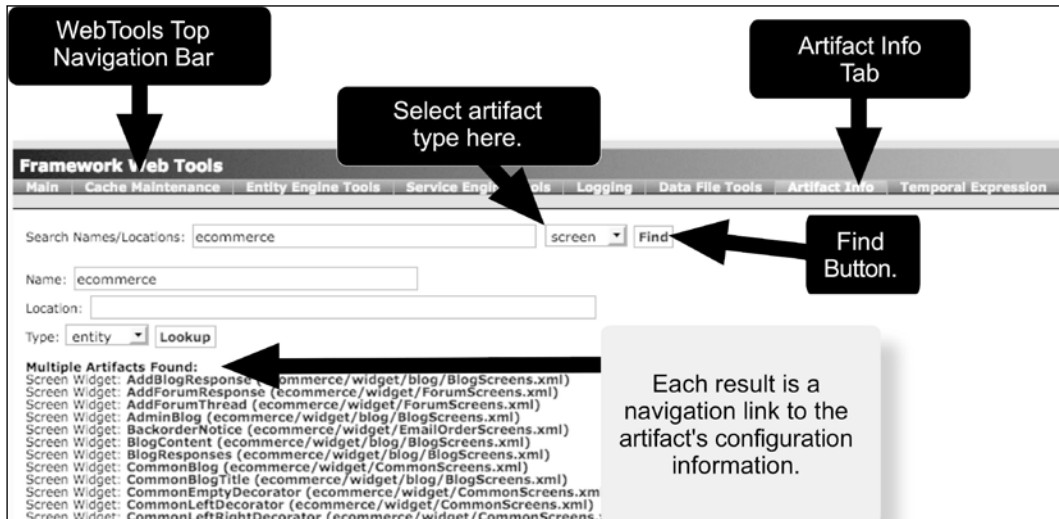 WebTools Top
Navigation Bar
Artifact Info
Tab
Select artifact
type here.
Framework Web Tools
Main Cache Maintenance Entity Engine Tools Service Engine Tools Logging Data File Tools Artifact Info Temporal Expression
Search Names/Locations: ecommerce screen Find
Find
Button.
Name: ecommerce
Location:
Type: entity Lookup
Multiple Artifacts Found:
Screen Widget: AddBlogResponse (ecommerce/widget/blog/BlogScreens.xml)
Screen Widget: AddForumResponse (ecommerce/widget/ForumScreens.xml)
Screen Widget: AddForumThread (ecommerce/widget/ForumScreens.xml)
Screen Widget: AdminBlog (ecommerce/widget/blog/BlogScreens.xml)
Screen Widget: BackorderNotice (ecommerce/widget/EmailOrderScreens.xml)
Screen Widget: BlogContent (ecommerce/widget/blog/BlogScreens.xml)
Screen Widget: BlogResponses (ecommerce/widget/blog/BlogScreens.xml)
Screen Widget: CommonBlog (ecommerce/widget/CommonScreens.xml)
Screen Widget: CommonBlogTitle (ecommerce/widget/blog/BlogScreens.xml)
Screen Widget: CommonEmptyDecorator (ecommerce/widget/CommonScreens.xm
Screen Widget: CommonLeftDecorator (ecommerce/widget/CommonScreens.xml)
Screen Widget: CommonLeftRightDecorator (ecommerce/widget/CommonScreens.
Each result is a
navigation link to the
artifact's configuration
information.